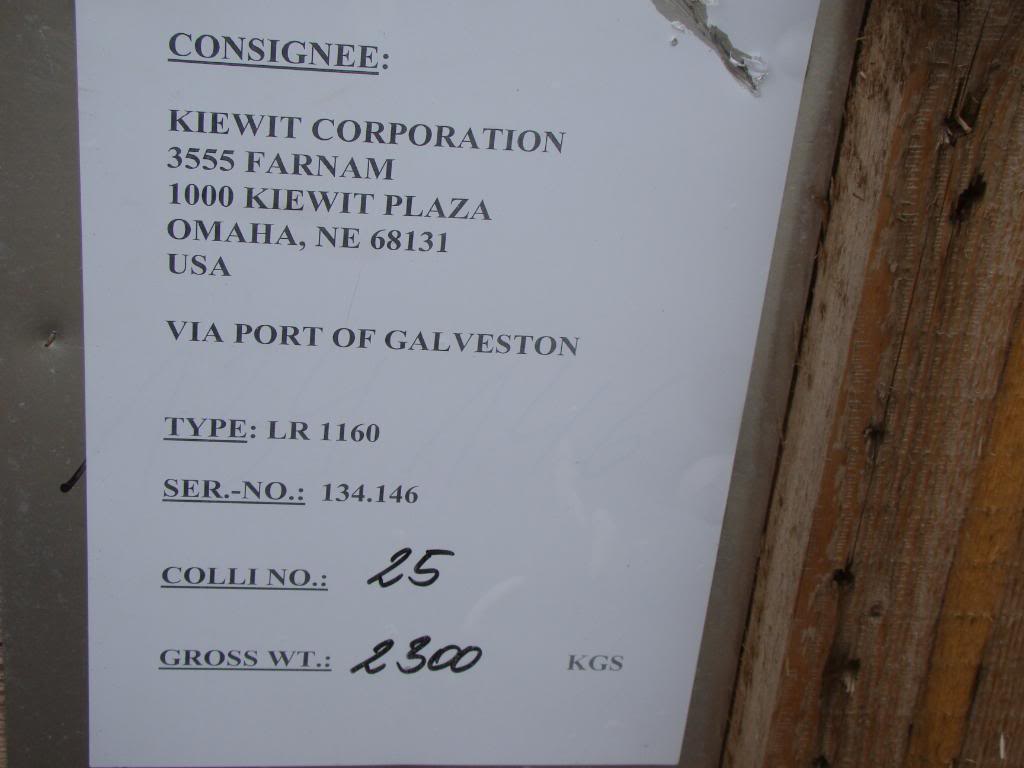 CONSIGNEE:
KIEWIT CORPORATION
3555 FARNAM
1000 KIEWIT PLAZA
OMAHA, NE 68131
USA
VIA PORT OF GALVESTON
TYPE: LR 1160
SER.-NO.: 134.146
COLLI NO.: 25
GROSS WT.: 2300 KGS